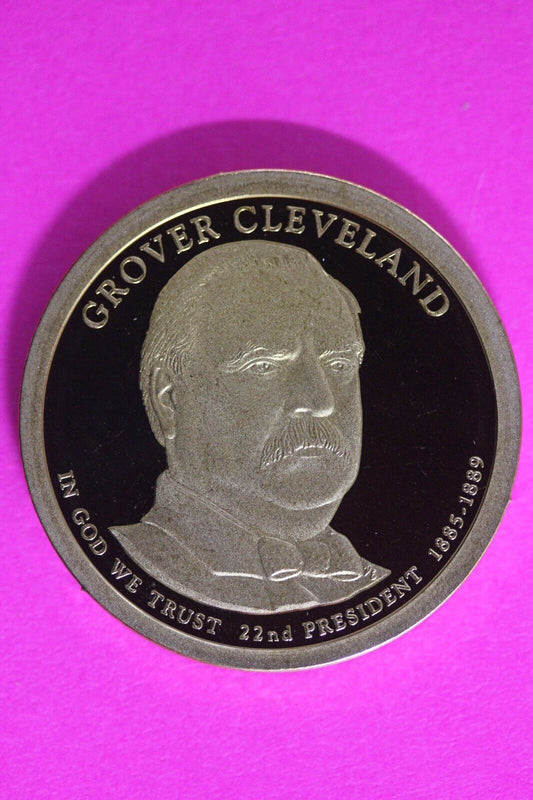 GROVER CLEVELAND
IN GOD WE TRUST
22nd PRESIDENT
1885-1889